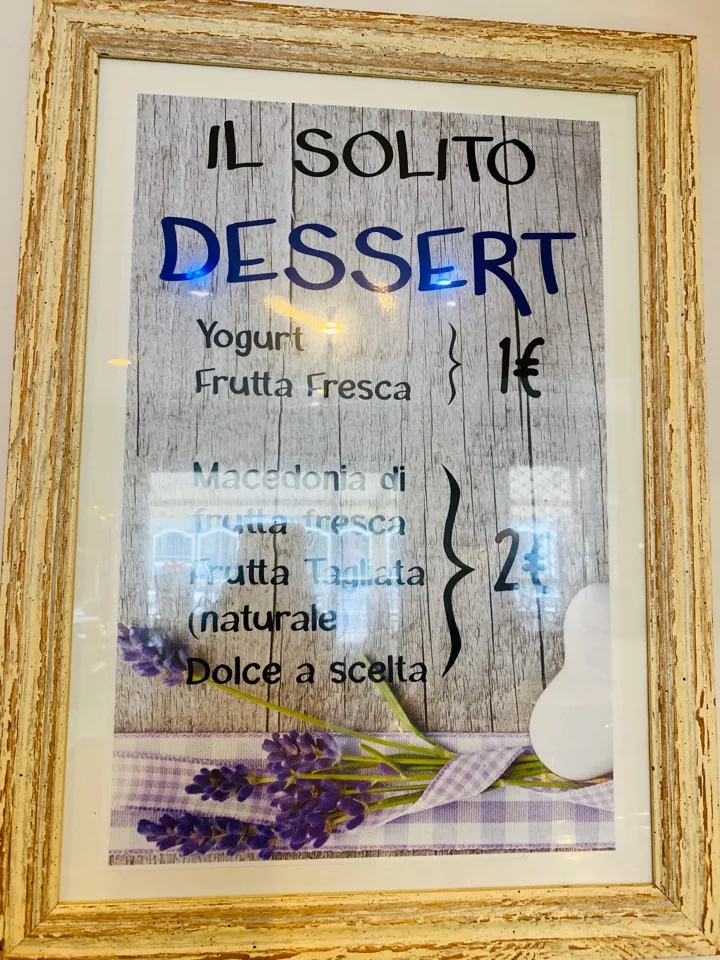 IL SOLITO
DESSERT
Yogurt
Frutta Fresca
1€
Macedonia di
frutta fresca
Frutta Tagliata
(naturale)
Dolce a scelta
2€